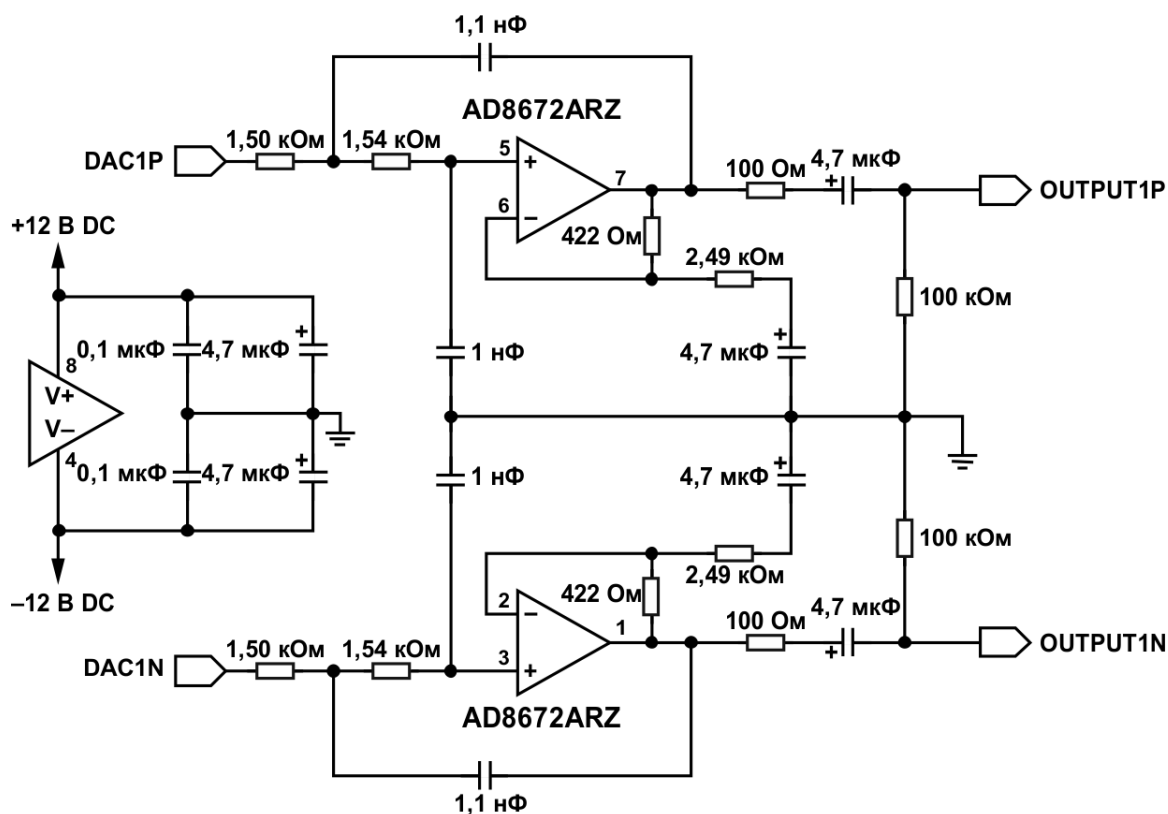 1,1 нФ
AD8672ARZ
DAC1P
1,50 кОм
1,54 кОм
5
+
6
–
7
100 Ом
4,7 мкФ
+
OUTPUT1P
422 Ом
2,49 кОм
100 кОм
+12 В DC
8
V+
V–
4
0,1 мкФ
4,7 мкФ
+
0,1 мкФ
4,7 мкФ
+
–12 В DC
1 нФ
4,7 мкФ
+
1 нФ
4,7 мкФ
+
100 кОм
2,49 кОм
422 Ом
2
–
3
+
1
100 Ом
4,7 мкФ
+
OUTPUT1N
DAC1N
1,50 кОм
1,54 кОм
AD8672ARZ
1,1 нФ